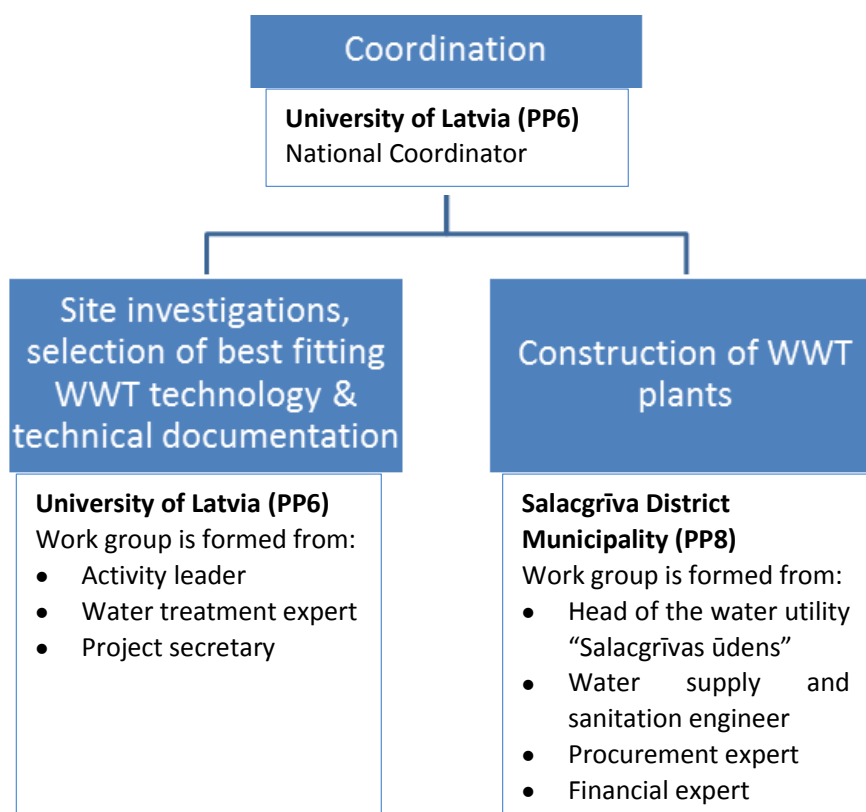 Coordination
University of Latvia (PP6)
National Coordinator
Site investigations,
selection of best fitting
WWT technology &
technical documentation
University of Latvia (PP6)
Work group is formed from:
● Activity leader
● Water treatment expert
● Project secretary
Construction of WWT
plants
Salacgrīva District
Municipality (PP8)
Work group is formed from:
● Head of the water utility
“Salacgrīvas ūdens”
● Water supply and
sanitation engineer
● Procurement expert
● Financial expert